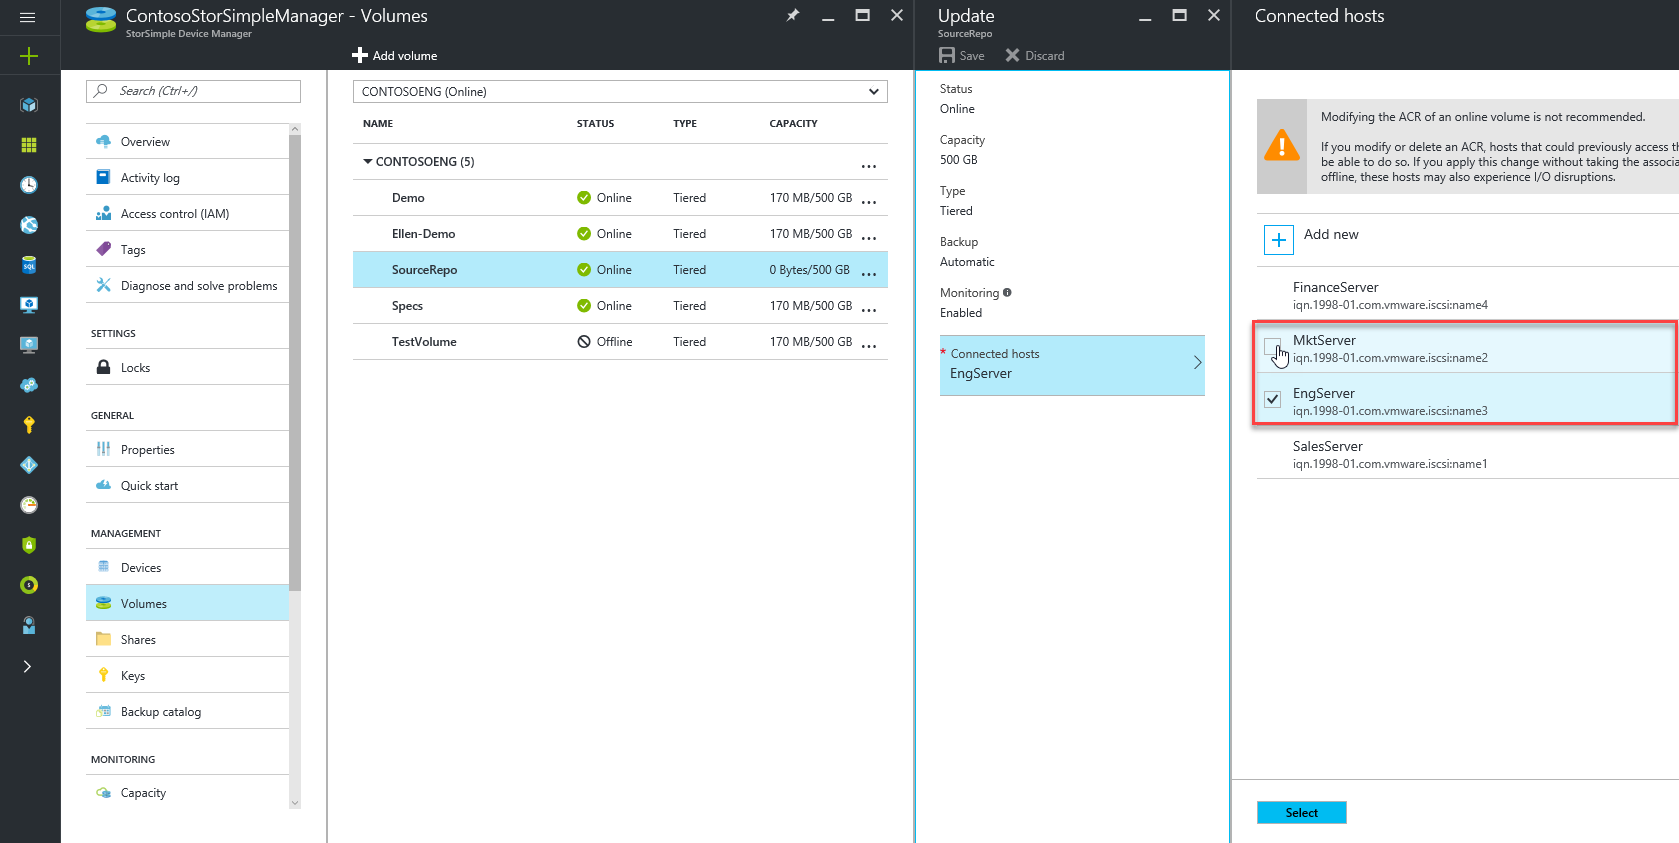 ContosoStorSimpleManager - Volumes
StorSimple Device Manager
Add volume
Search (Ctrl+/)
Overview
Activity log
Access control (IAM)
Tags
Diagnose and solve problems
SETTINGS
Locks
GENERAL
Properties
Quick start
MANAGEMENT
Devices
Volumes
Shares
Keys
Backup catalog
MONITORING
Capacity
SQL
CONTOSOENG (Online)
NAME STATUS TYPE CAPACITY
CONTOSOENG (5) ...
Demo Online Tiered 170 MB/500 GB ...
Ellen-Demo Online Tiered 170 MB/500 GB ...
SourceRepo Online Tiered 0 Bytes/500 GB ...
Specs Online Tiered 170 MB/500 GB ...
TestVolume Offline Tiered 170 MB/500 GB ...
Update
SourceRepo
Save Discard
Status
Online
Capacity
500 GB
Type
Tiered
Backup
Automatic
Monitoring
Enabled
* Connected hosts
EngServer
Connected hosts
Modifying the ACR of an online volume is not recommended.
If you modify or delete an ACR, hosts that could previously access
be able to do so. If you apply this change without taking the
offline, these hosts may also experience I/O disruptions.
Add new
FinanceServer
iqn.1998-01.com.vmware.iscsi:name4
MktServer
iqn.1998-01.com.vmware.iscsi:name2
EngServer
iqn.1998-01.com.vmware.iscsi:name3
SalesServer
iqn.1998-01.com.vmware.iscsi:name1
Select